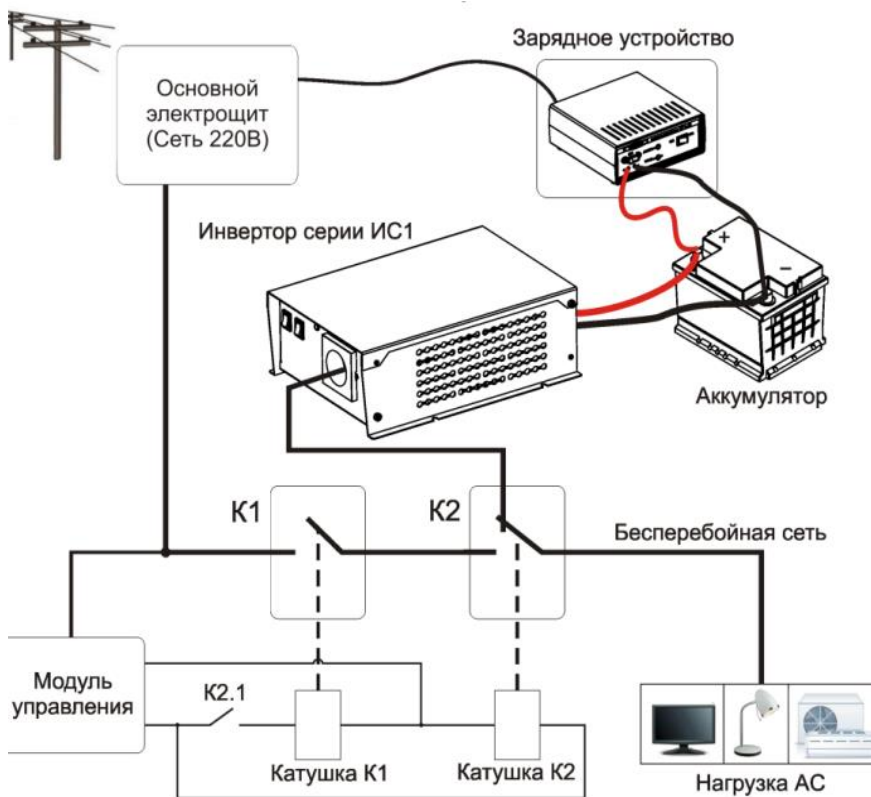 Зарядное устройство
Основной
электрощит
(Сеть 220В)
Инвертор серии ИС1
+
-
Аккумулятор
К1
К2
Бесперебойная сеть
Модуль
управления
К2.1
Катушка К1
Катушка К2
Нагрузка АС